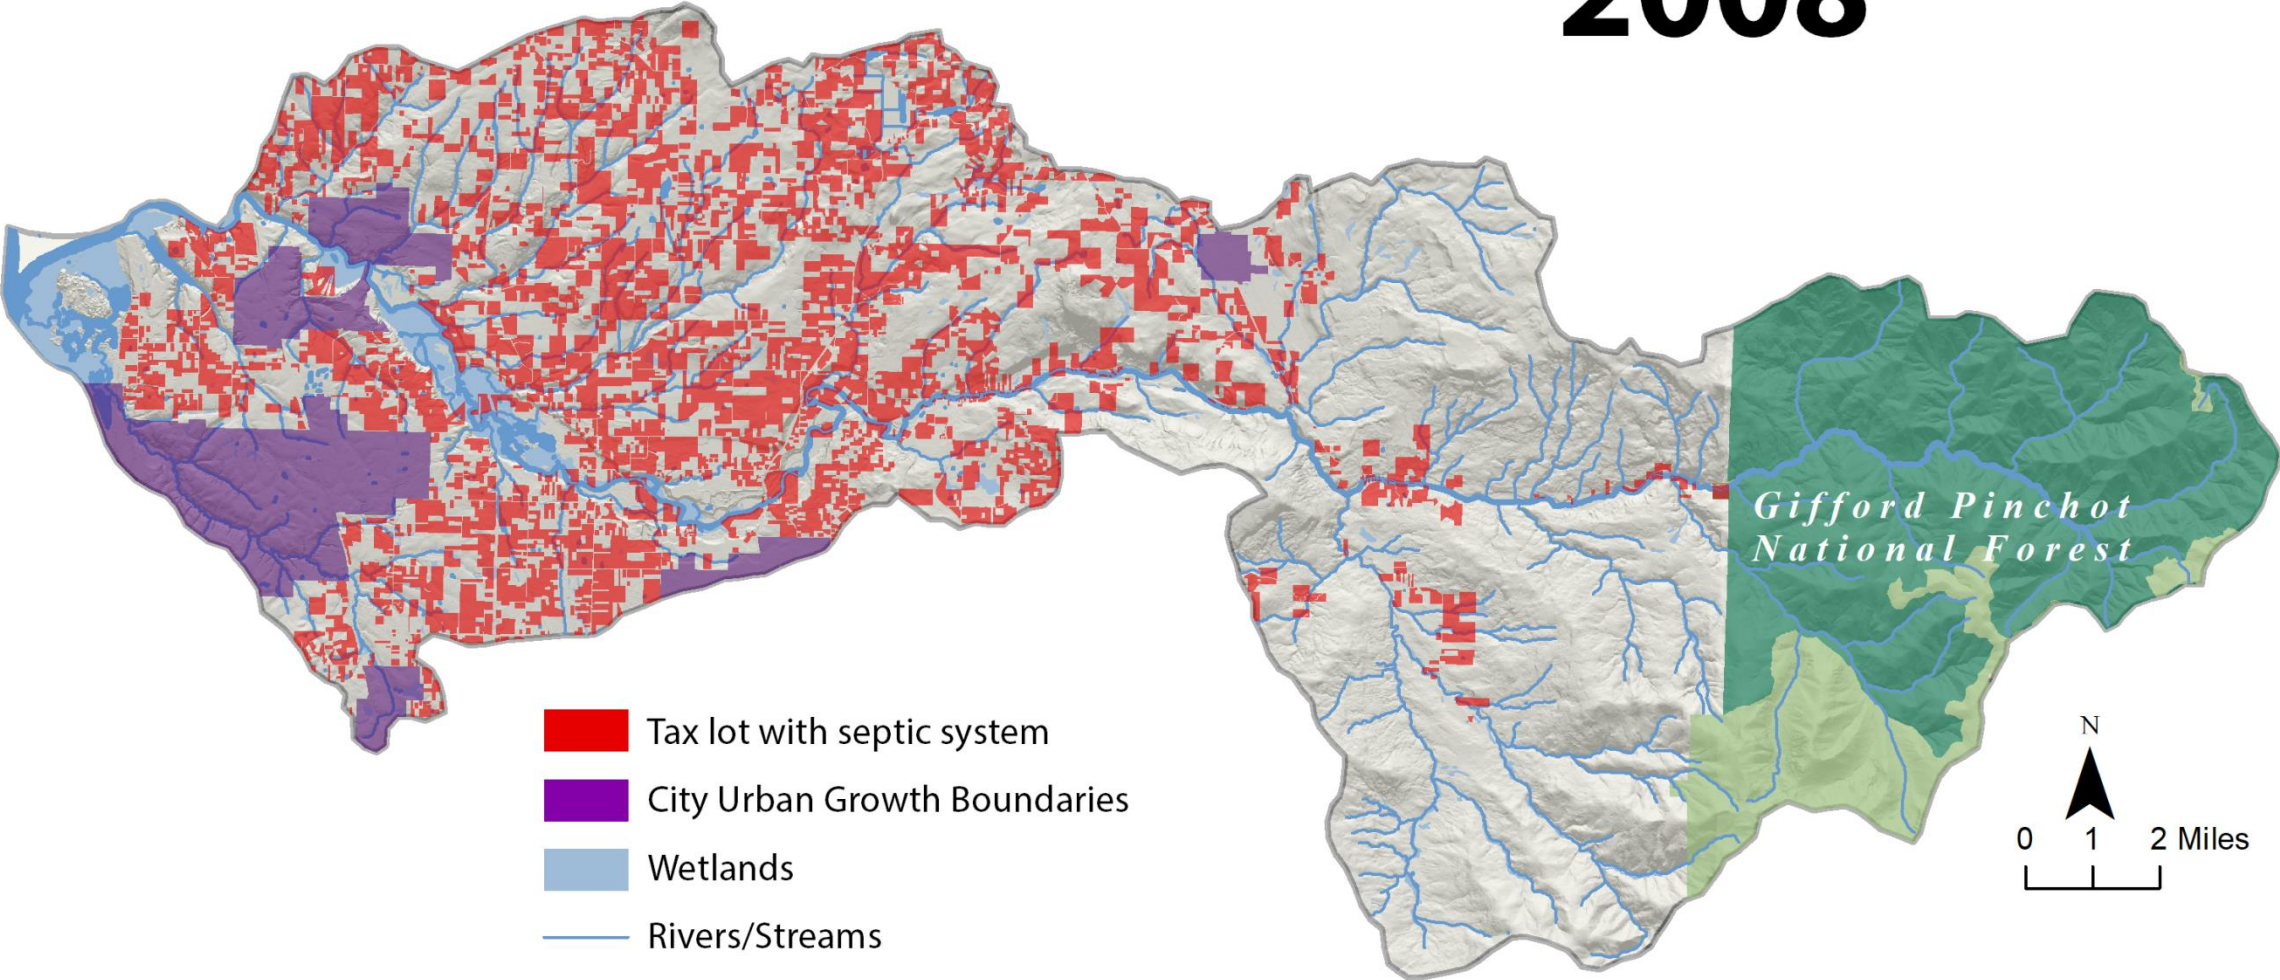 2008
Gifford Pinchot
National Forest
Tax lot with septic system
City Urban Growth Boundaries
Wetlands
Rivers/Streams
N
0 1 2 Miles